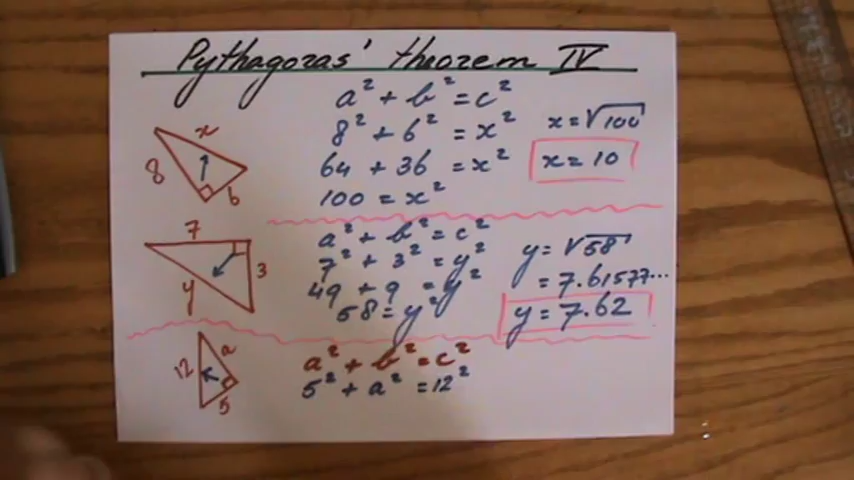 Pythagoras' theorem IV
a² + b² = c²
8² + 6² = x²
x = √100
64 + 36 = x²
x = 10
100 = x²
x
8
6
a² + b² = c²
7² + 3² = y²
y = √58
49 + 9 = y²
= 7.61577...
58 = y²
y = 7.62
7
3
y
a² + b² = c²
5² + a² = 12²
12
a
5